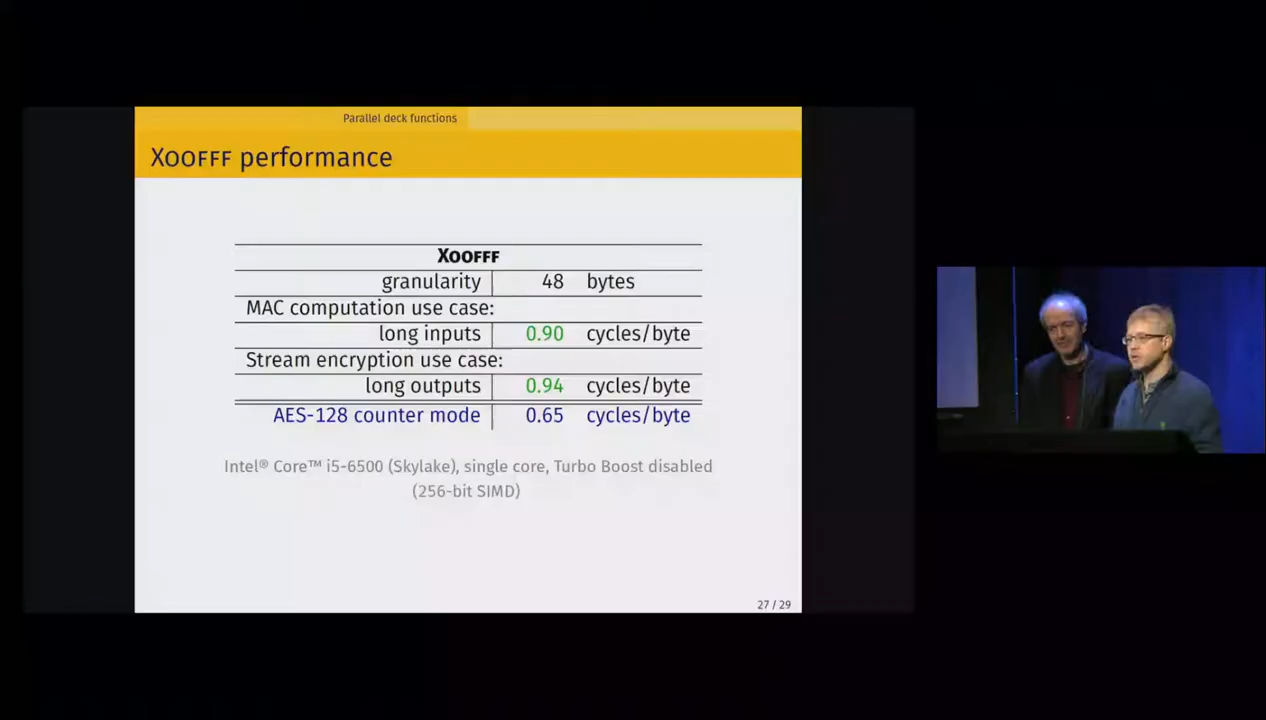 Parallel deck functions
Xoofff performance
Xoofff
granularity 48 bytes
MAC computation use case:
long inputs 0.90 cycles/byte
Stream encryption use case:
long outputs 0.94 cycles/byte
AES-128 counter mode 0.65 cycles/byte
Intel® Core™ i5-6500 (Skylake), single core, Turbo Boost disabled
(256-bit SIMD)
27 / 29